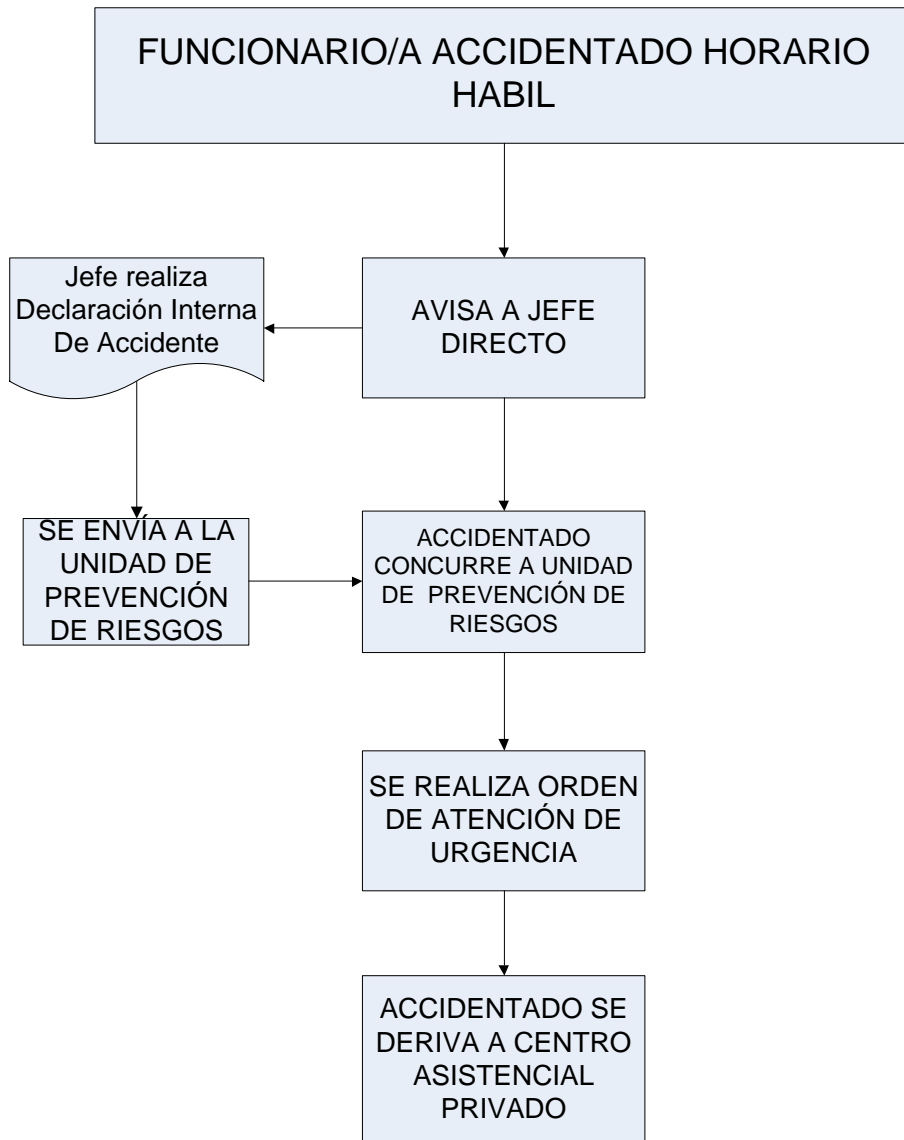 FUNCIONARIO/A ACCIDENTADO HORARIO
HABIL
Jefe realiza
Declaración Interna
De Accidente
AVISA A JEFE
DIRECTO
SE ENVÍA A LA
UNIDAD DE
PREVENCIÓN
DE RIESGOS
ACCIDENTADO
CONCURRE A UNIDAD
DE PREVENCIÓN DE
RIESGOS
SE REALIZA ORDEN
DE ATENCIÓN DE
URGENCIA
ACCIDENTADO SE
DERIVA A CENTRO
ASISTENCIAL
PRIVADO